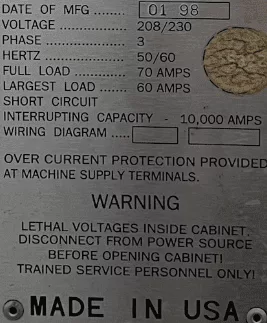 DATE OF MFG ........ 01 98
VOLTAGE ................ 208/230
PHASE .................... 3
HERTZ .................... 50/60
FULL LOAD ............. 70 AMPS
LARGEST LOAD ....... 60 AMPS
SHORT CIRCUIT
INTERRUPTING CAPACITY - 10,000 AMPS
WIRING DIAGRAM .....
OVER CURRENT PROTECTION PROVIDED
AT MACHINE SUPPLY TERMINALS.
WARNING
LETHAL VOLTAGES INSIDE CABINET.
DISCONNECT FROM POWER SOURCE
BEFORE OPENING CABINET!
TRAINED SERVICE PERSONNEL ONLY!
MADE IN USA